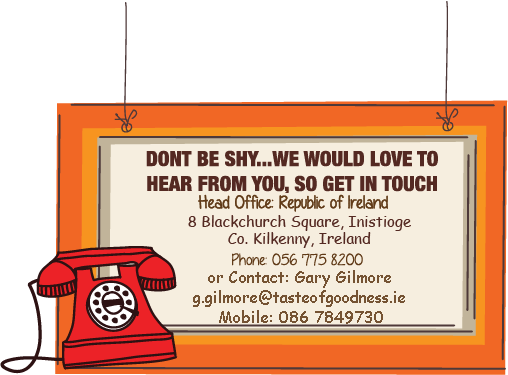 DONT BE SHY...WE WOULD LOVE TO
HEAR FROM YOU, SO GET IN TOUCH
Head Office: Republic of Ireland
8 Blackchurch Square, Inistioge
Co. Kilkenny, Ireland
Phone: 056 775 8200
or Contact: Gary Gilmore
g.gilmore@tasteofgoodness.ie
Mobile: 086 7849730